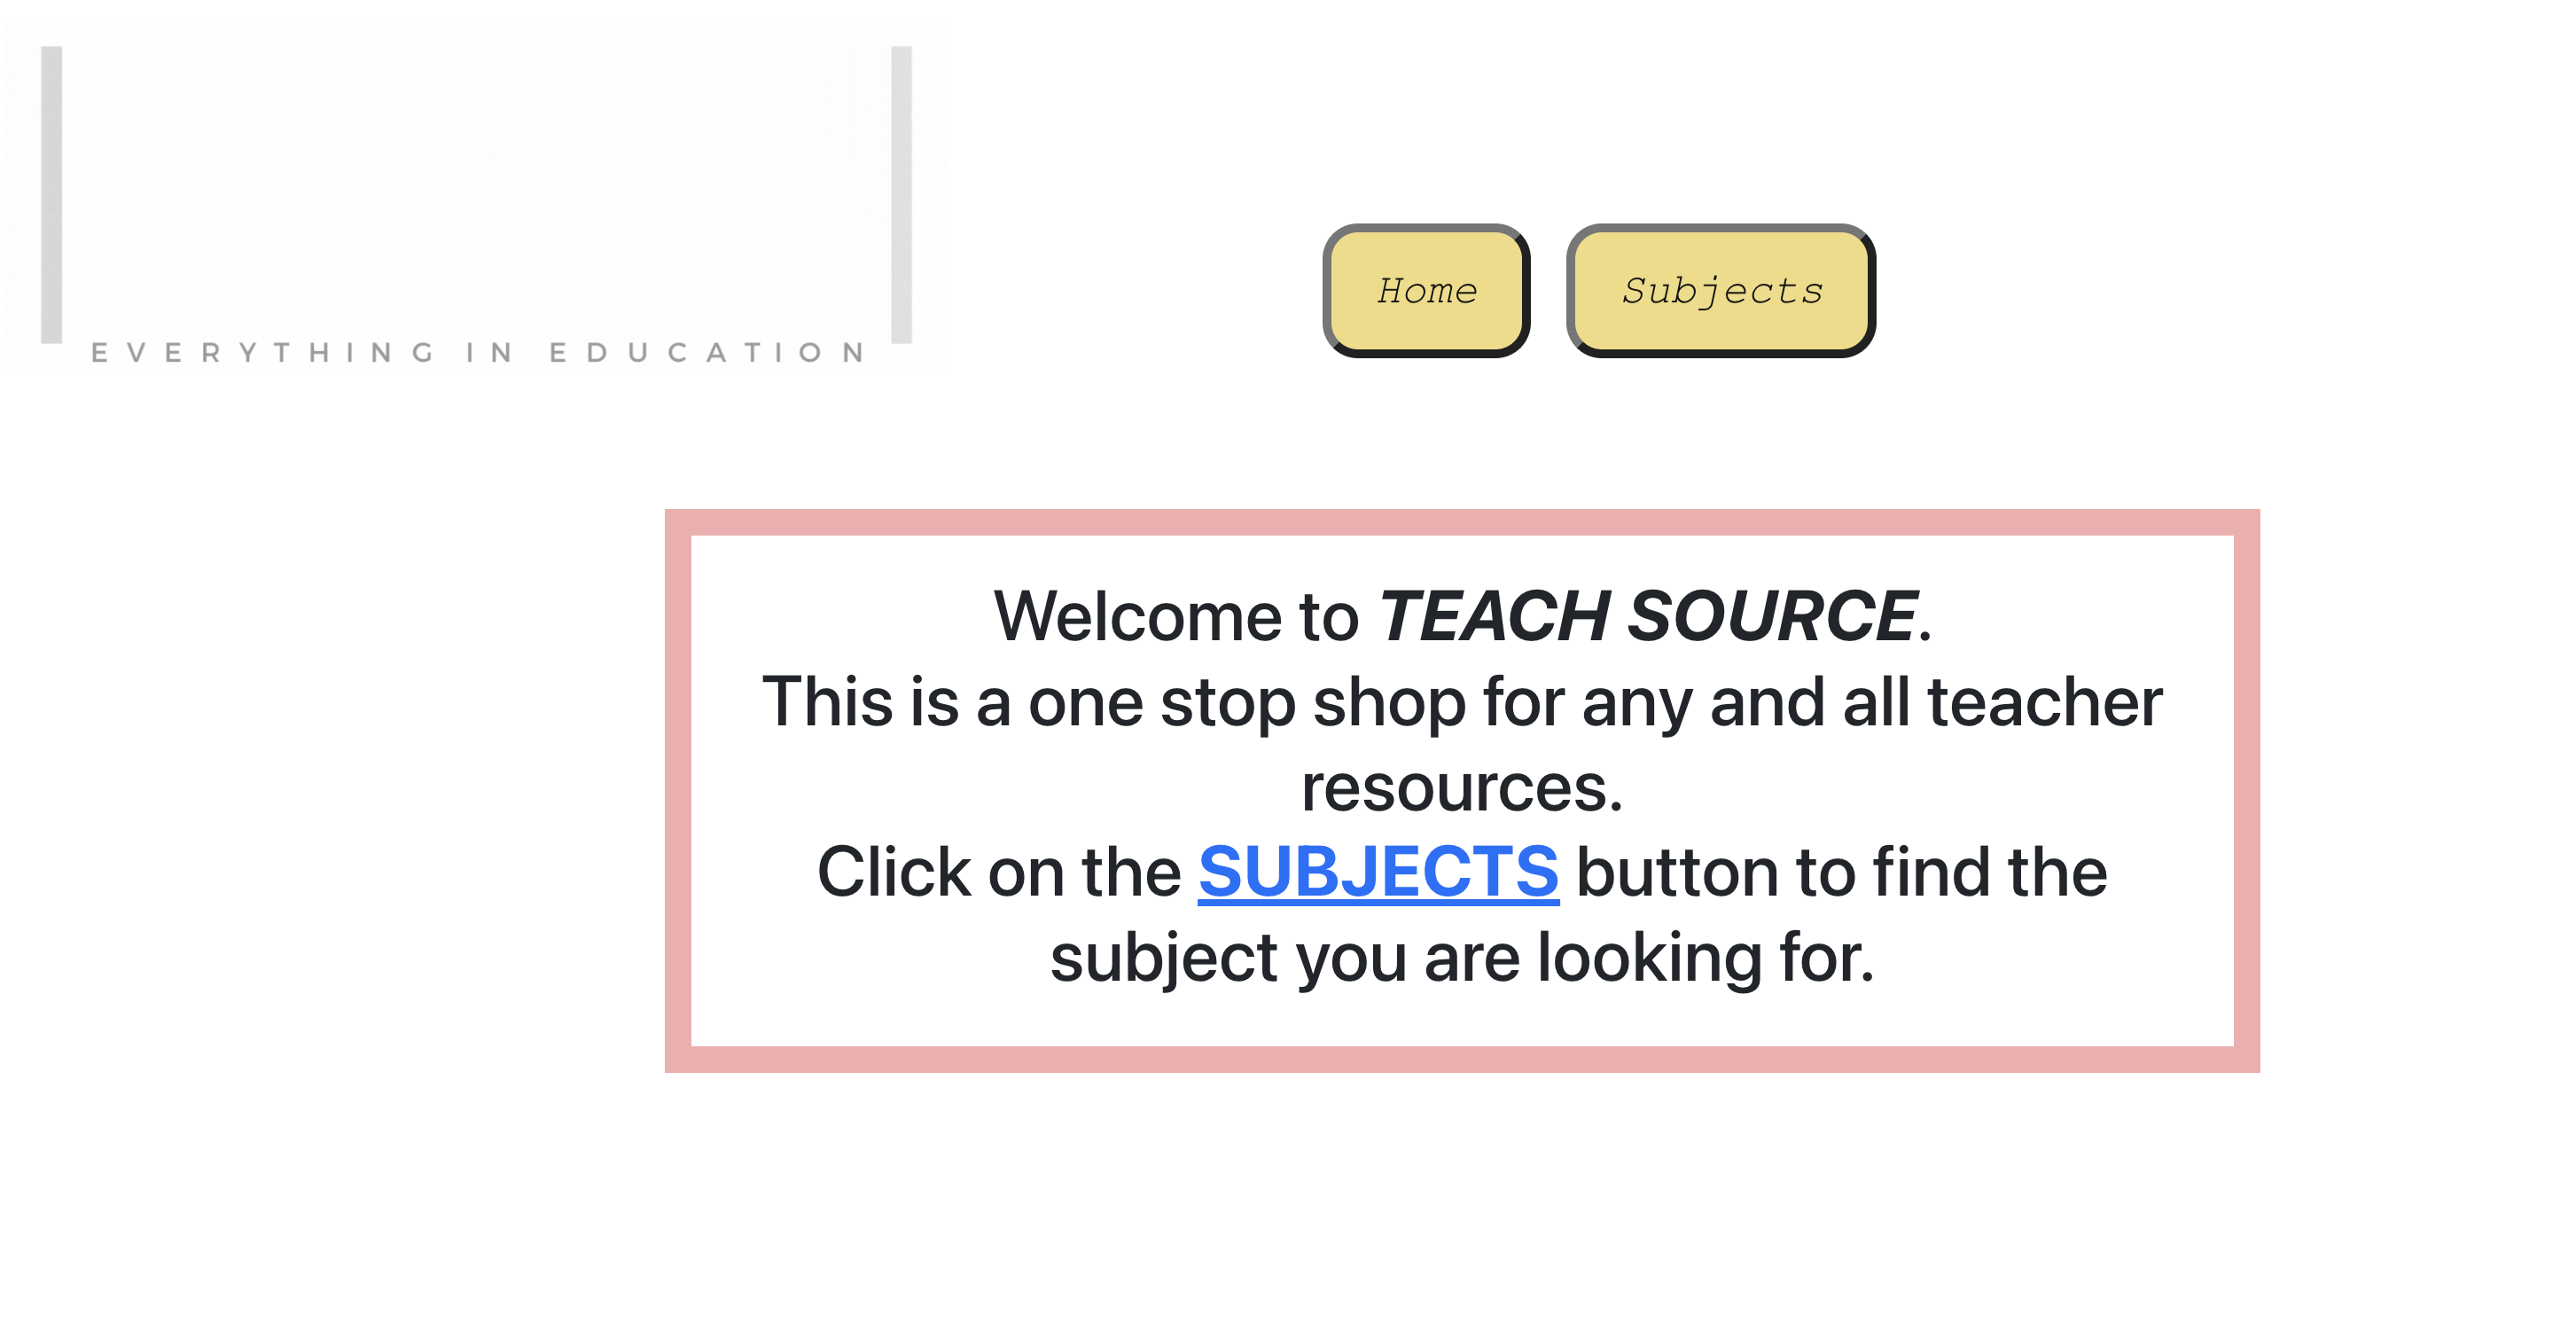 EVERYTHING IN EDUCATION
Home
Subjects
Welcome to TEACH SOURCE.
This is a one stop shop for any and all teacher
resources.
Click on the SUBJECTS button to find the
subject you are looking for.